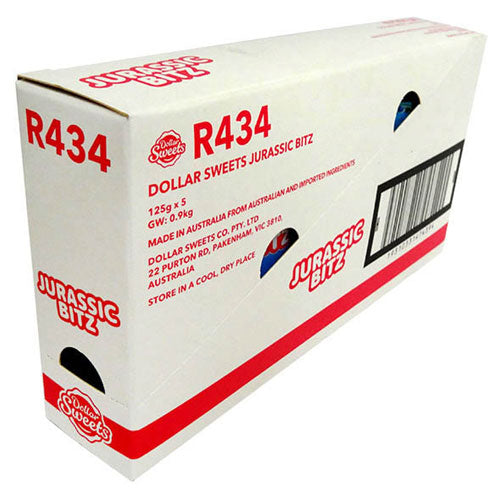 JURASSIC
BITZ
R434
JURASSIC
BITZ
Dollar
Sweets
Dollar
Sweets
R434
DOLLAR SWEETS JURASSIC BITZ
125g x 5
GW: 0.9kg
MADE IN AUSTRALIA FROM AUSTRALIAN AND IMPORTED INGREDIENTS
DOLLAR SWEETS CO. PTY. LTD
22 PURTON RD, PAKENHAM, VIC 3810,
AUSTRALIA
STORE IN A COOL, DRY PLACE
JURASSIC
BITZ